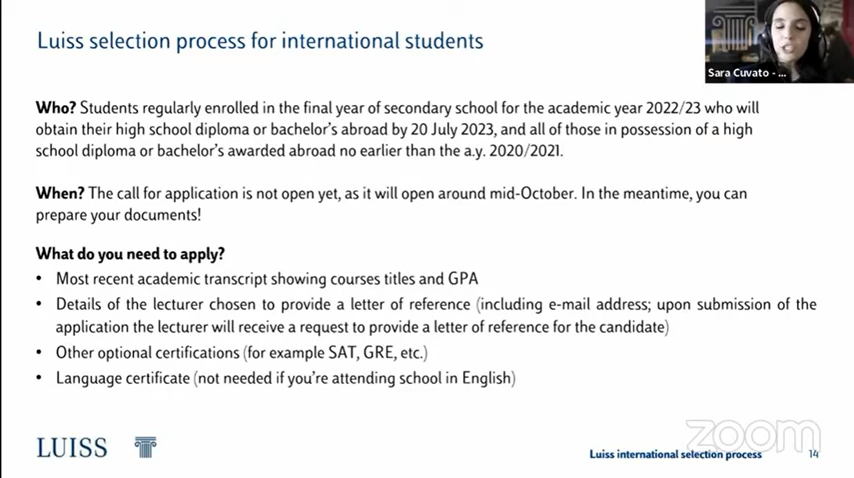 Luiss selection process for international students
Sara Cuvato - ...
Who? Students regularly enrolled in the final year of secondary school for the academic year 2022/23 who will
obtain their high school diploma or bachelor's abroad by 20 July 2023, and all of those in possession of a high
school diploma or bachelor's awarded abroad no earlier than the a.y. 2020/2021.
When? The call for application is not open yet, as it will open around mid-October. In the meantime, you can
prepare your documents!
What do you need to apply?
• Most recent academic transcript showing courses titles and GPA
• Details of the lecturer chosen to provide a letter of reference (including e-mail address; upon submission of the
application the lecturer will receive a request to provide a letter of reference for the candidate)
• Other optional certifications (for example SAT, GRE, etc.)
• Language certificate (not needed if you're attending school in English)
LUISS
zoom
Luiss international selection process 14